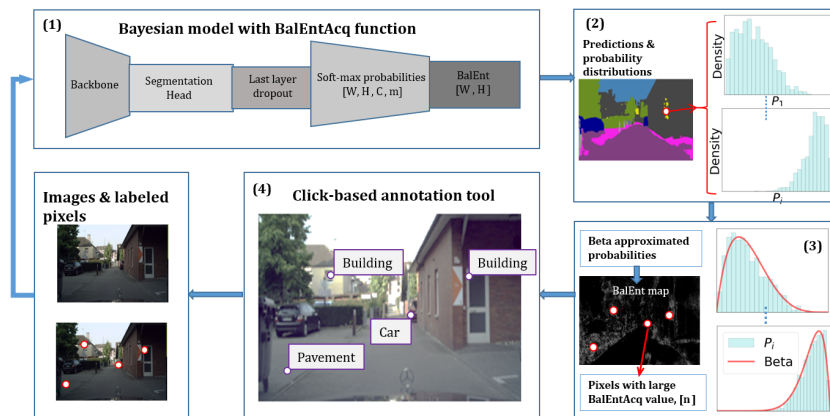 (1)
Bayesian model with BalEntAcq function
Backbone
Segmentation
Head
Last layer
dropout
Soft-max probabilities
[W, H, C, m]
BalEnt
[W , H]
(2)
Predictions &
probability
distributions
Density
P1
Density
Pi
Images & labeled
pixels
(4)
Click-based annotation tool
Building
Building
Car
Pavement
Beta approximated
probabilities
BalEnt map
Pixels with large
BalEntAcq value, [n]
(3)
Pi
Beta